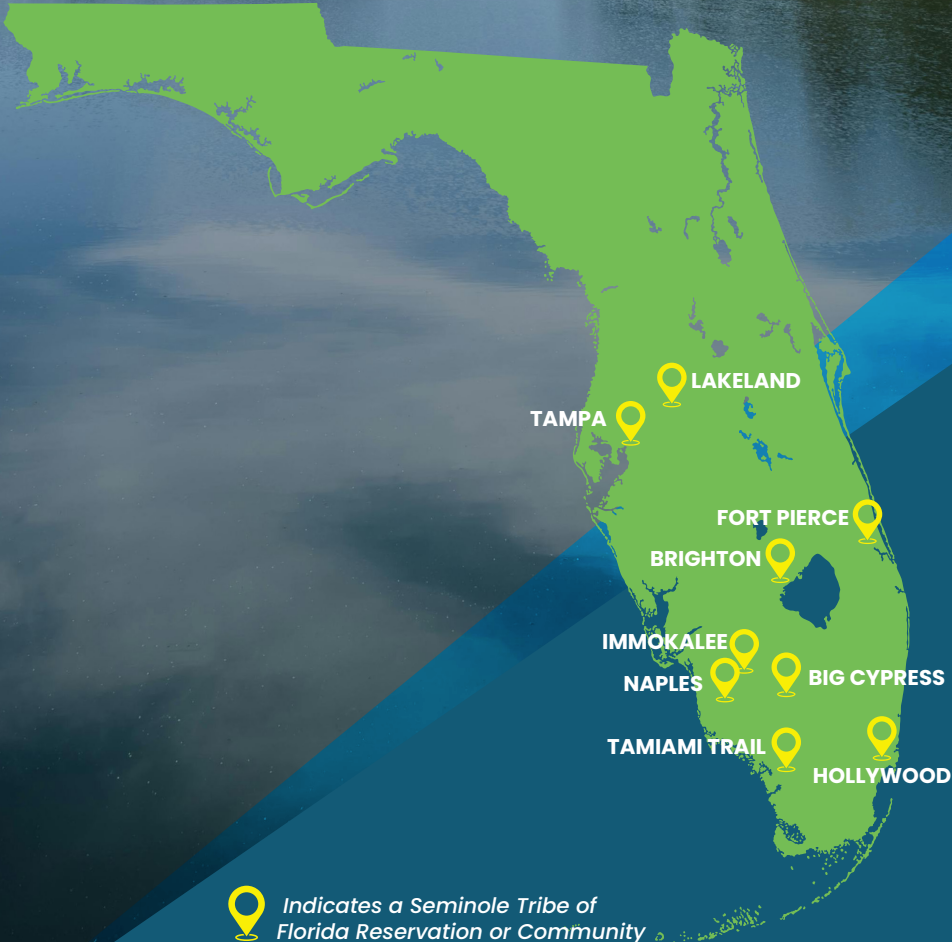 LAKELAND
TAMPA
FORT PIERCE
BRIGHTON
IMMOKALEE
BIG CYPRESS
NAPLES
TAMIAMI TRAIL
HOLLYWOOD
Indicates a Seminole Tribe of
Florida Reservation or Community